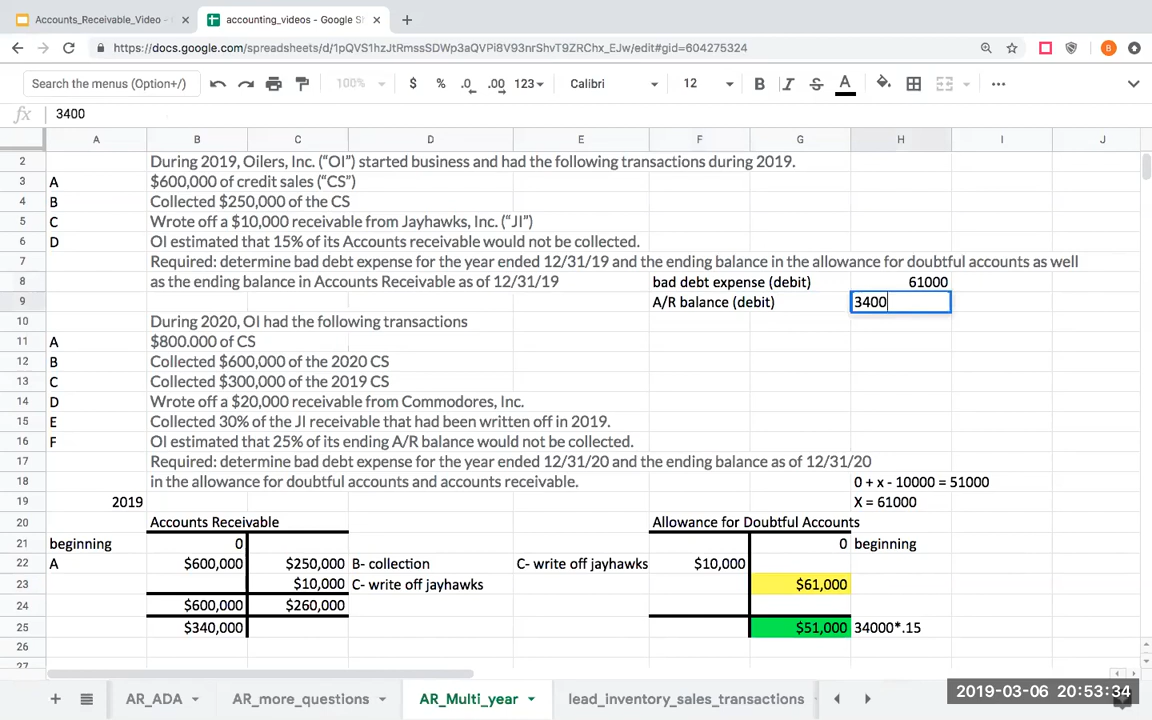 Accounts_Receivable_Video -
accounting_videos - Google S
https://docs.google.com/spreadsheets/d/1pQVS1hzJtRmssSDWp3aQVPi8V93nrShvT9ZRChx_EJw/edit#gid=604275324
B
Search the menus (Option+/) 100% $ % .0 .00 123 Calibri 12 B I S A
fx 3400
A B C D E F G H I J
2 During 2019, Oilers, Inc. (“OI”) started business and had the following transactions during 2019.
3 A $600,000 of credit sales (“CS”)
4 B Collected $250,000 of the CS
5 C Wrote off a $10,000 receivable from Jayhawks, Inc. (“JI”)
6 D OI estimated that 15% of its Accounts receivable would not be collected.
7 Required: determine bad debt expense for the year ended 12/31/19 and the ending balance in the allowance for doubtful accounts as well
8 as the ending balance in Accounts Receivable as of 12/31/19 bad debt expense (debit) 61000
9 A/R balance (debit) 3400
10 During 2020, OI had the following transactions
11 A $800.000 of CS
12 B Collected $600,000 of the 2020 CS
13 C Collected $300,000 of the 2019 CS
14 D Wrote off a $20,000 receivable from Commodores, Inc.
15 E Collected 30% of the JI receivable that had been written off in 2019.
16 F OI estimated that 25% of its ending A/R balance would not be collected.
17 Required: determine bad debt expense for the year ended 12/31/20 and the ending balance as of 12/31/20
18 in the allowance for doubtful accounts and accounts receivable. 0 + x - 10000 = 51000
19 2019 X = 61000
20 Accounts Receivable Allowance for Doubtful Accounts
21 beginning 0 0 beginning
22 A $600,000 $250,000 B- collection C- write off jayhawks $10,000
23 $10,000 C- write off jayhawks $61,000
24 $600,000 $260,000
25 $340,000 $51,000 34000*.15
26
27
AR_ADA AR_more_questions AR_Multi_year lead_inventory_sales_transactions
2019-03-06 20:53:34